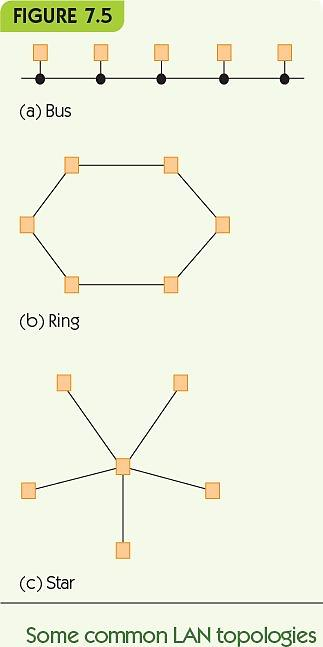 FIGURE 7.5
(a) Bus
(b) Ring
(c) Star
Some common LAN topologies